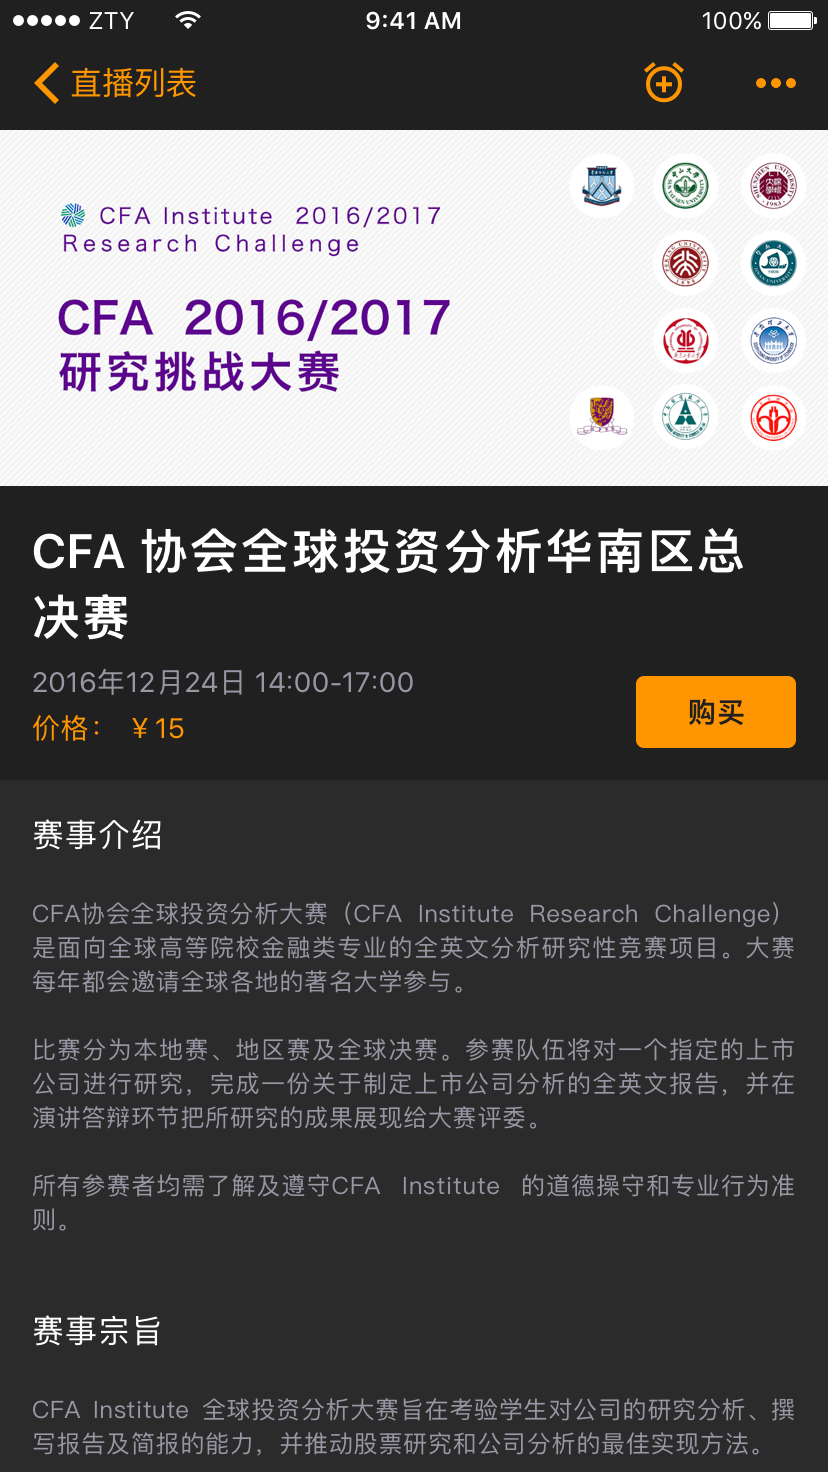 ZTY
9:41 AM
100%
直播列表
CFA Institute 2016/2017
Research Challenge
CFA 2016/2017
研究挑战大赛
CFA 协会全球投资分析华南区总
决赛
2016年12月24日 14:00-17:00
价格： ￥15
购买
赛事介绍
CFA协会全球投资分析大赛（CFA Institute Research Challenge）
是面向全球高等院校金融类专业的全英文分析研究性竞赛项目。大赛
每年都会邀请全球各地的著名大学参与。
比赛分为本地赛、地区赛及全球决赛。参赛队伍将对一个指定的上市
公司进行研究，完成一份关于制定上市公司分析的全英文报告，并在
演讲答辩环节把所研究的成果展现给大赛评委。
所有参赛者均需了解及遵守CFA Institute 的道德操守和专业行为准
则。
赛事宗旨
CFA Institute 全球投资分析大赛旨在考验学生对公司的研究分析、撰
写报告及简报的能力，并推动股票研究和公司分析的最佳实现方法。